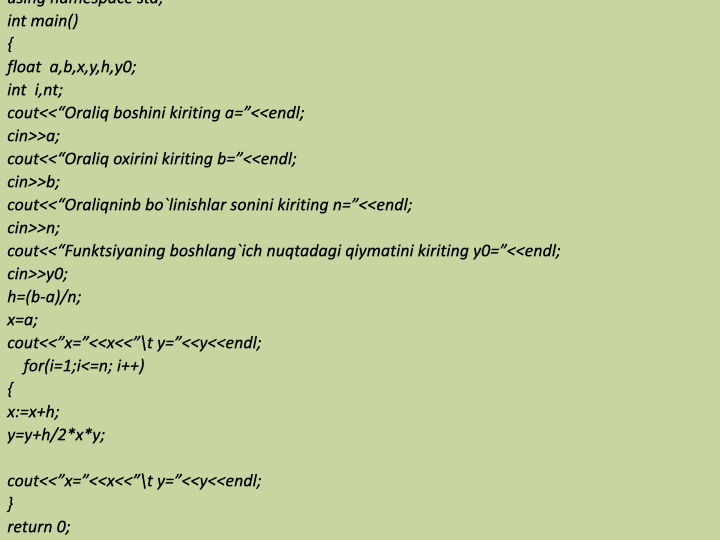 using namespace std;
int main()
{
float  a,b,x,y,h,y0;
int  i,nt;
cout<<“Oraliq boshini kiriting a=”<<endl;
cin>>a;
cout<<“Oraliq oxirini kiriting b=”<<endl;
cin>>b;
cout<<“Oraliqninb bo`linishlar sonini kiriting n=”<<endl;
cin>>n;
cout<<“Funktsiyaning boshlang`ich nuqtadagi qiymatini kiriting y0=”<<endl;
cin>>y0;
h=(b-a)/n;
x=a;
cout<<”x=”<<x<<”\t y=”<<y<<endl;
for(i=1;i<=n; i++)
{
x:=x+h;
y=y+h/2*x*y;
cout<<”x=”<<x<<”\t y=”<<y<<endl;
}
return 0;